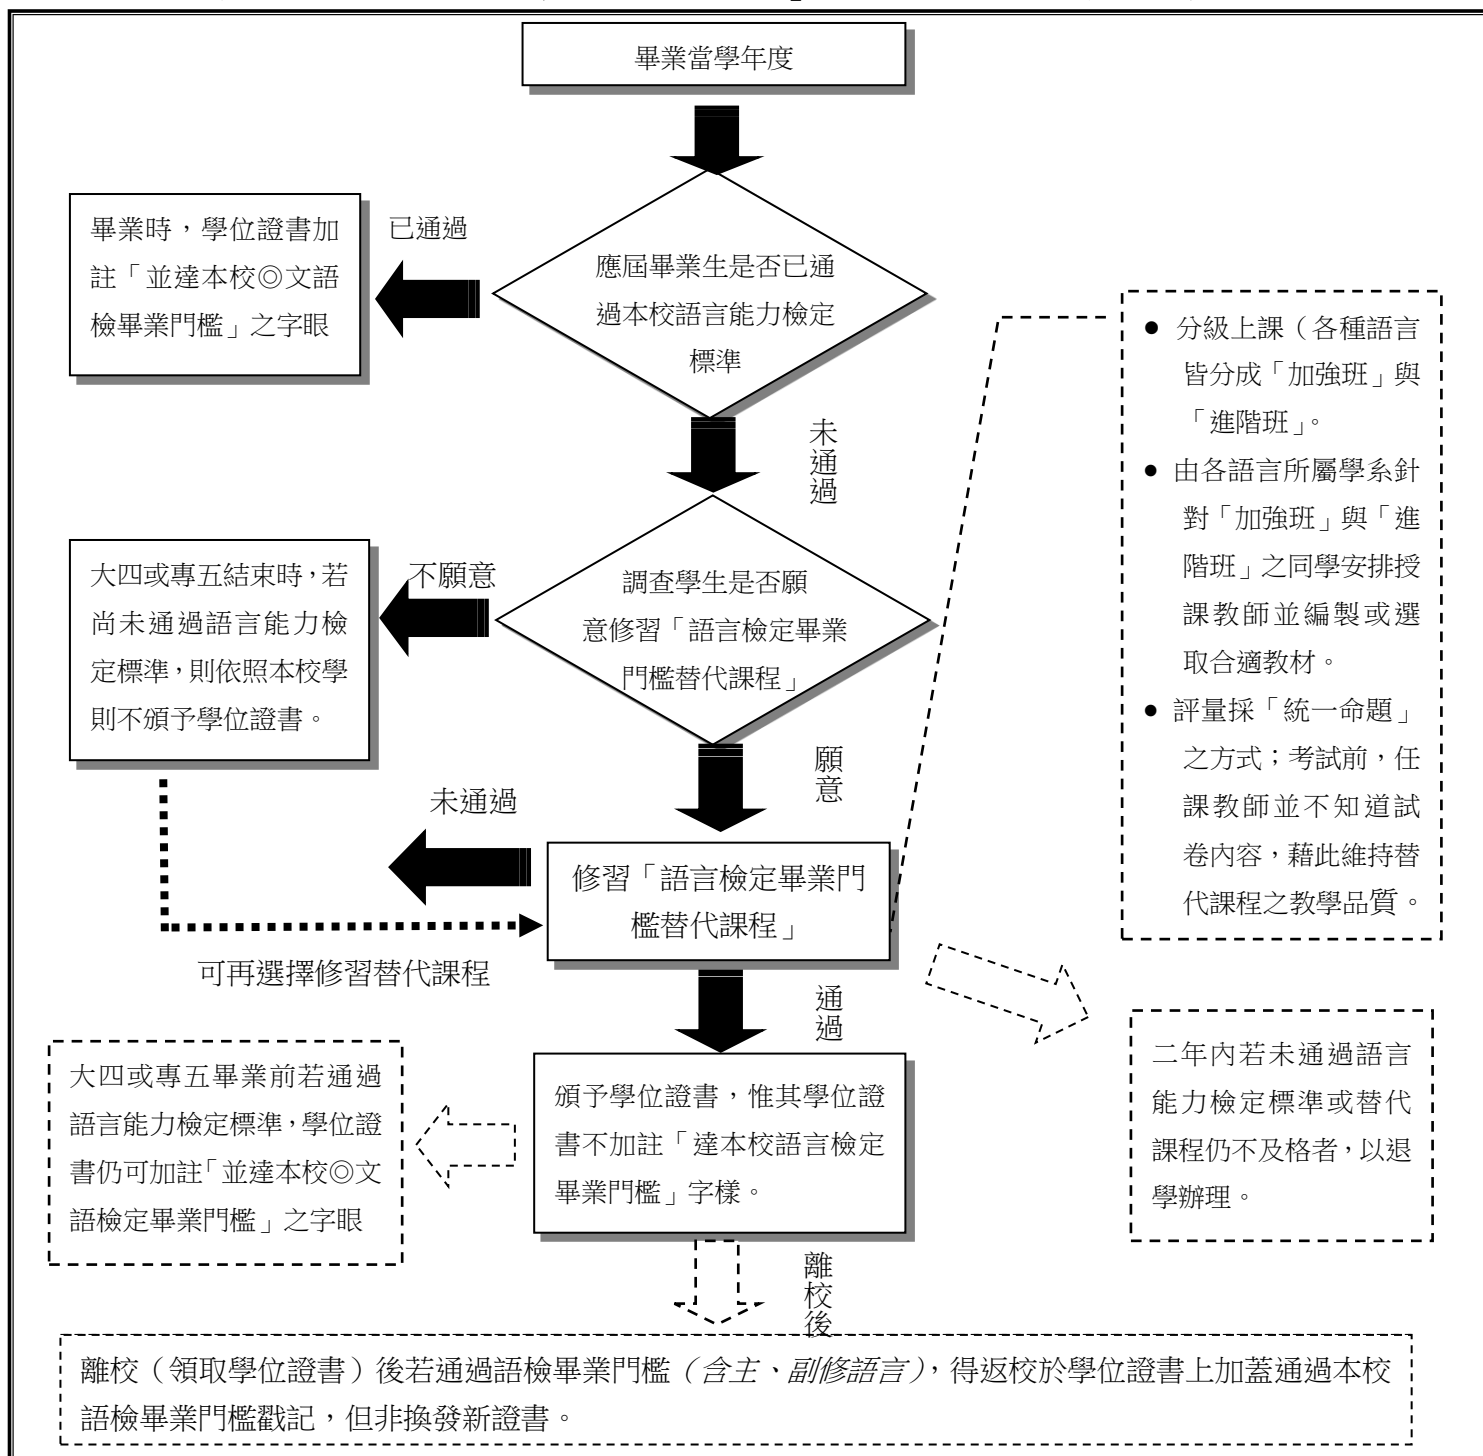 畢業當學年度
畢業時，學位證書加
註「並達本校◎文語
檢畢業門檻」之字眼
已通過
應屆畢業生是否已通
過本校語言能力檢定
標準
未通過
● 分級上課（各種語言
皆分成「加強班」與
「進階班」。
● 由各語言所屬學系針
對「加強班」與「進
階班」之同學安排授
課教師並編製或選
取合適教材。
● 評量採「統一命題」
之方式；考試前，任
課教師並不知道試
卷內容，藉此維持替
代課程之教學品質。
大四或專五結束時，若
尚未通過語言能力檢
定標準，則依照本校學
則不頒予學位證書。
不願意
調查學生是否願
意修習「語言檢定畢業
門檻替代課程」
願意
未通過
修習「語言檢定畢業門
檻替代課程」
可再選擇修習替代課程
通過
二年內若未通過語言
能力檢定標準或替代
課程仍不及格者，以退
學辦理。
大四或專五畢業前若通過
語言能力檢定標準，學位證
書仍可加註「並達本校◎文
語檢定畢業門檻」之字眼
頒予學位證書，惟其學位證
書不加註「達本校語言檢定
畢業門檻」字樣。
離校後
離校（領取學位證書）後若通過語檢畢業門檻（含主、副修語言），得返校於學位證書上加蓋通過本校
語檢畢業門檻戳記，但非換發新證書。